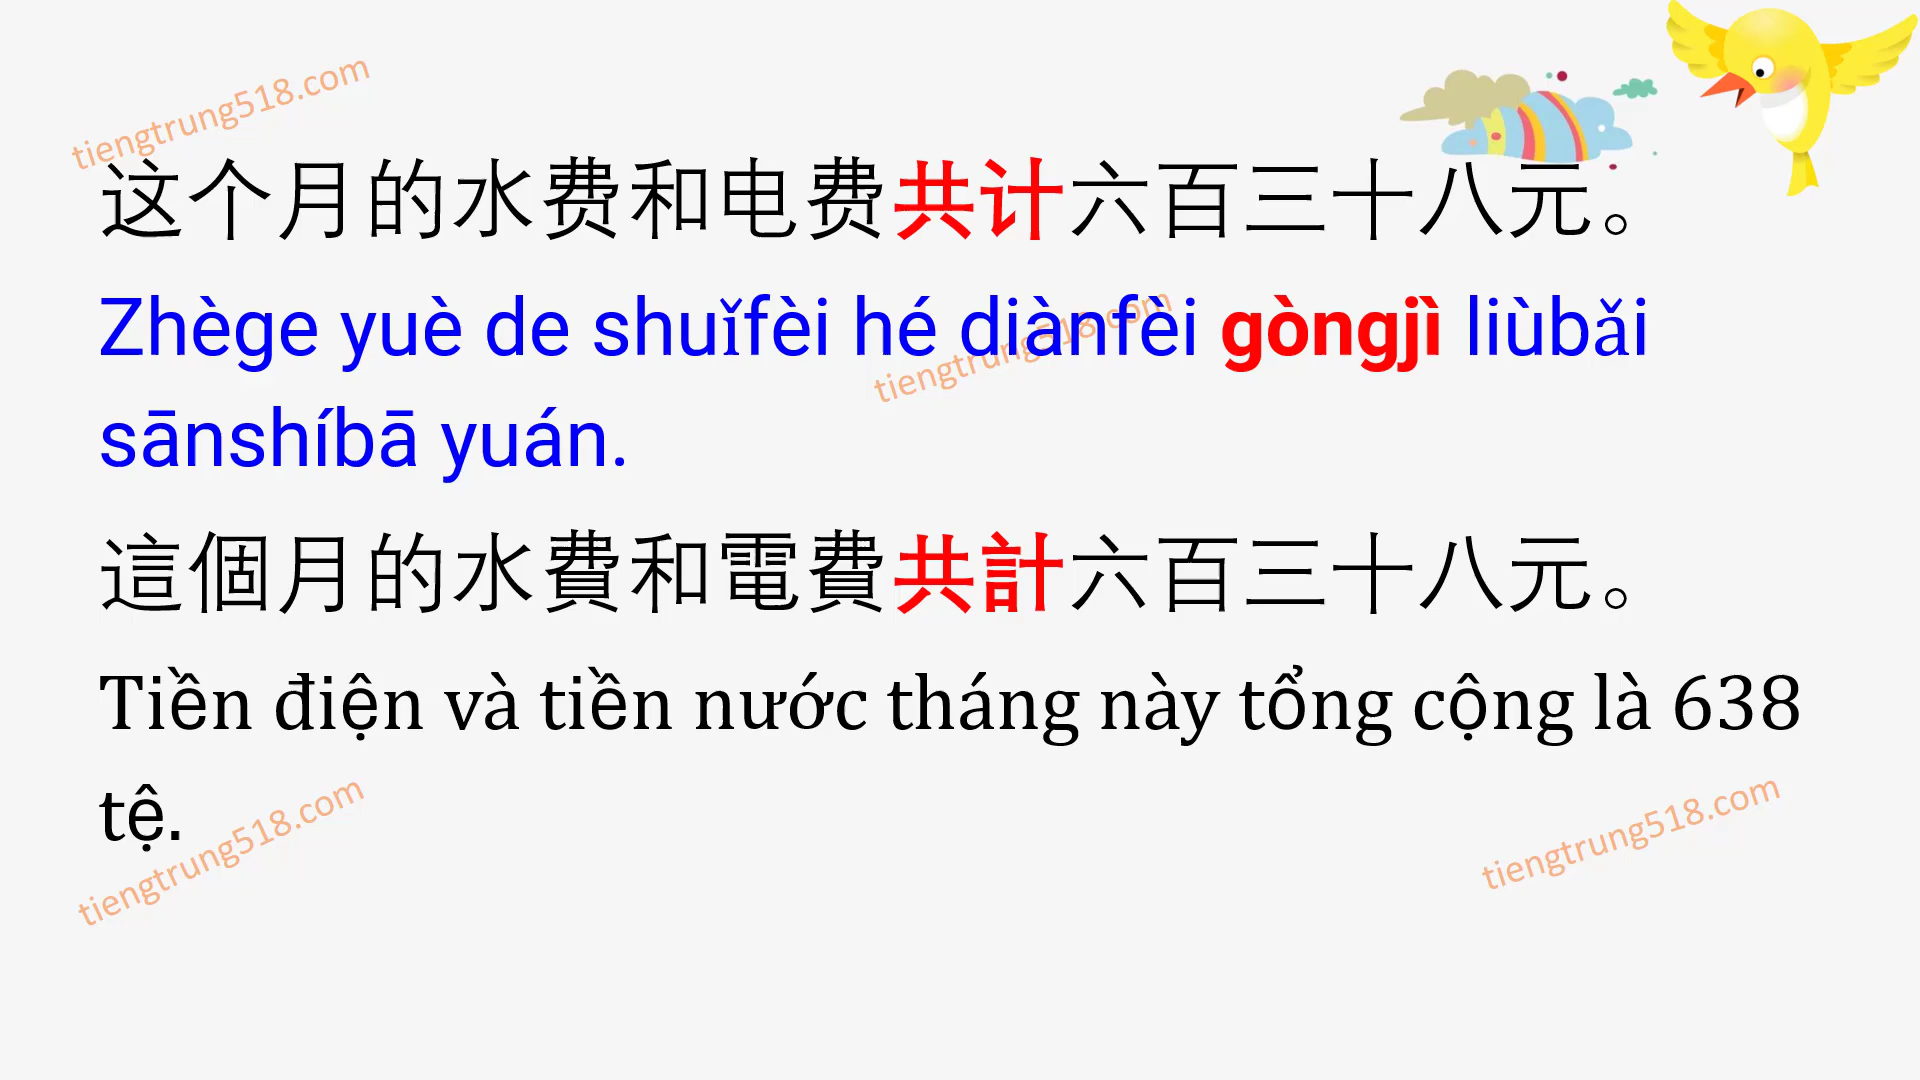 tiengtrung518.com
这个月的水费和电费共计六百三十八元。
Zhège yuè de shuǐfèi hé diànfèi gòngjì liùbǎi
tiengtrung518.com
sānshíbā yuán.
這個月的水費和電費共計六百三十八元。
Tiền điện và tiền nước tháng này tổng cộng là 638
tệ.
tiengtrung518.com
tiengtrung518.com